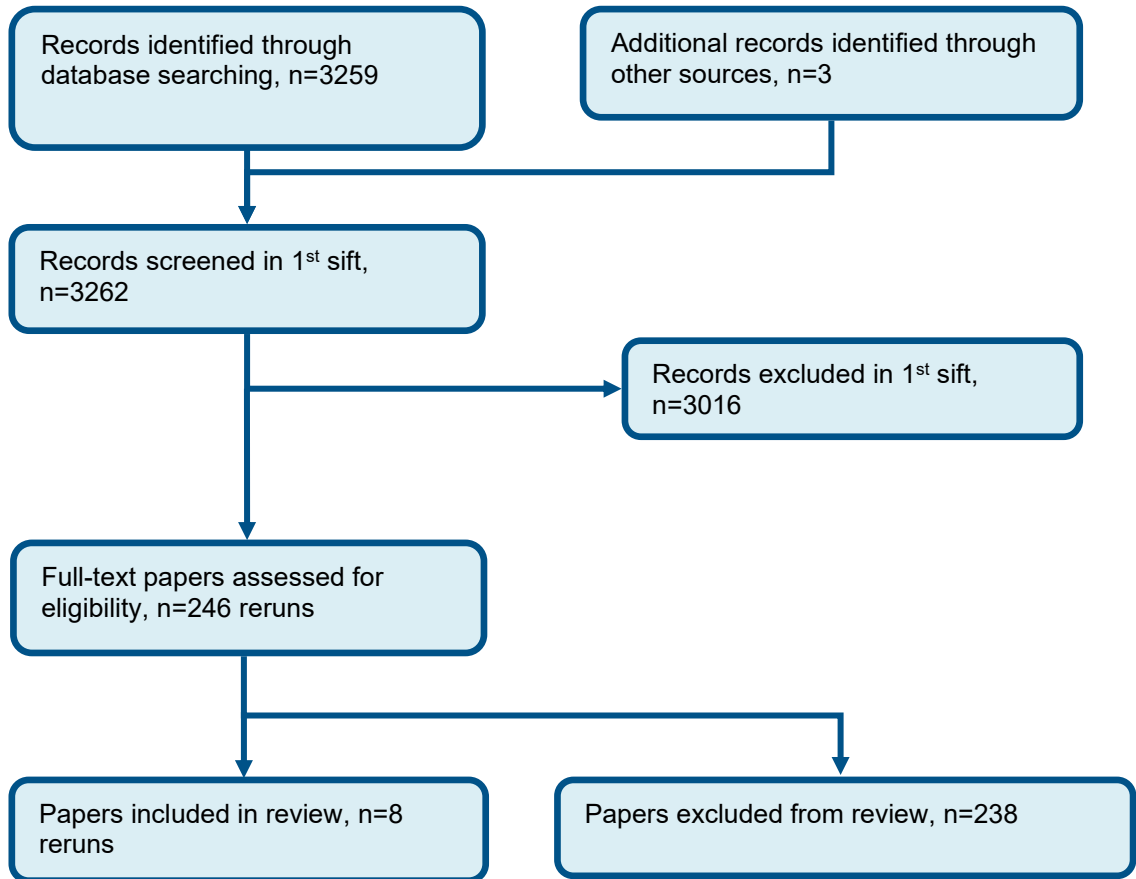 Records identified through
database searching, n=3259
Additional records identified through
other sources, n=3
Records screened in 1st sift,
n=3262
Records excluded in 1st sift,
n=3016
Full-text papers assessed for
eligibility, n=246 reruns
Papers included in review, n=8
reruns
Papers excluded from review, n=238